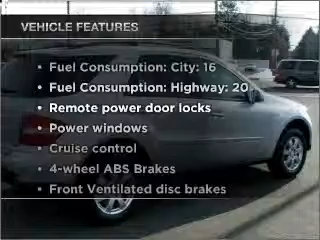 VEHICLE FEATURES
• Fuel Consumption: City: 16
• Fuel Consumption: Highway: 20
• Remote power door locks
• Power windows
• Cruise control
• 4-wheel ABS Brakes
• Front Ventilated disc brakes